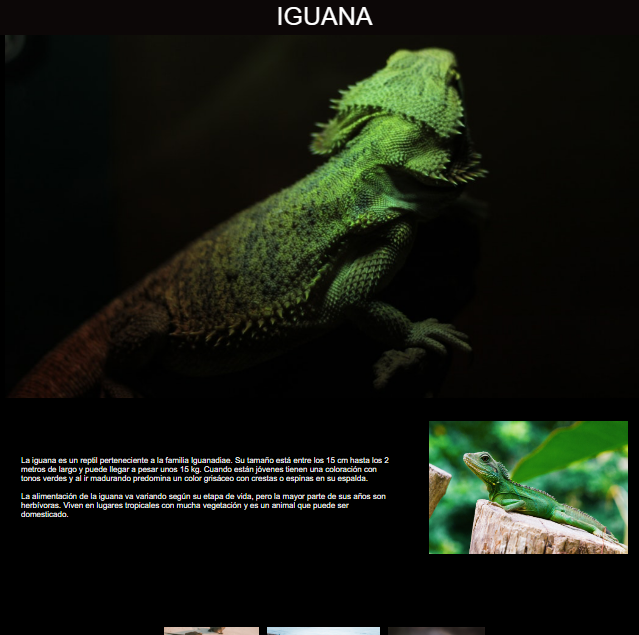 IGUANA
La iguana es un reptil perteneciente a la familia Iguanadiae. Su tamaño está entre los 15 cm hasta los 2
metros de largo y puede llegar a pesar unos 15 kg. Cuando están jóvenes tienen una coloración con
tonos verdes y al ir madurando predomina un color grisáceo con crestas o espinas en su espalda.
La alimentación de la iguana va variando según su etapa de vida, pero la mayor parte de sus años son
herbívoras. Viven en lugares tropicales con mucha vegetación y es un animal que puede ser
domesticado.